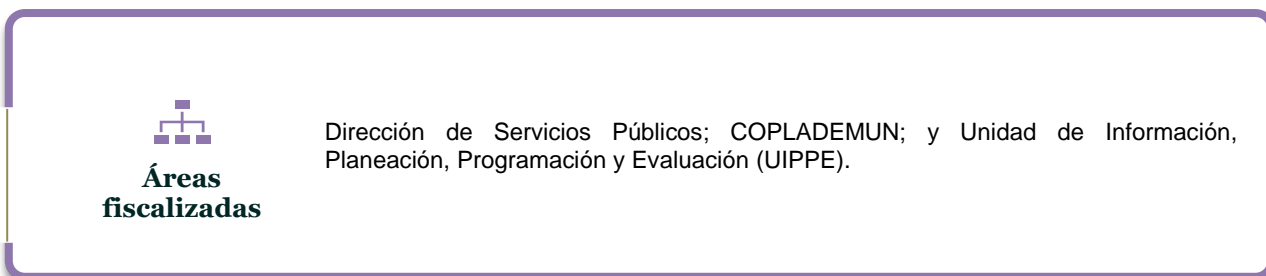 Áreas
fiscalizadas
Dirección de Servicios Públicos; COPLADEMUN; y Unidad de Información,
Planeación, Programación y Evaluación (UIPPE).